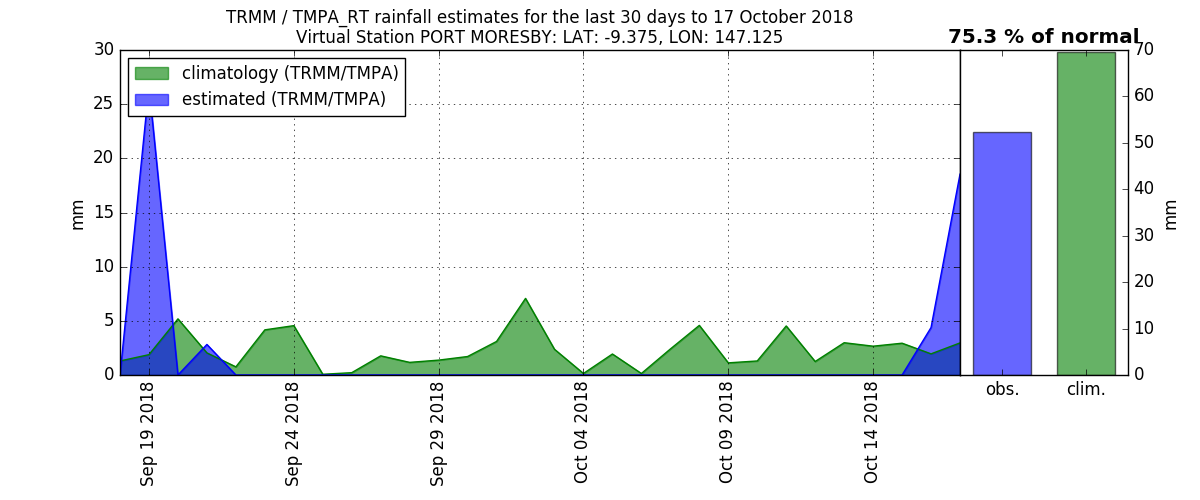 TRMM / TMPA_RT rainfall estimates for the last 30 days to 17 October 2018
Virtual Station PORT MORESBY: LAT: -9.375, LON: 147.125
75.3 % of normal
climatology (TRMM/TMPA)
estimated (TRMM/TMPA)
30
25
20
15
10
5
0
mm
Sep 19 2018
Sep 24 2018
Sep 29 2018
Oct 04 2018
Oct 09 2018
Oct 14 2018
70
60
50
40
30
20
10
0
mm
obs.
clim.